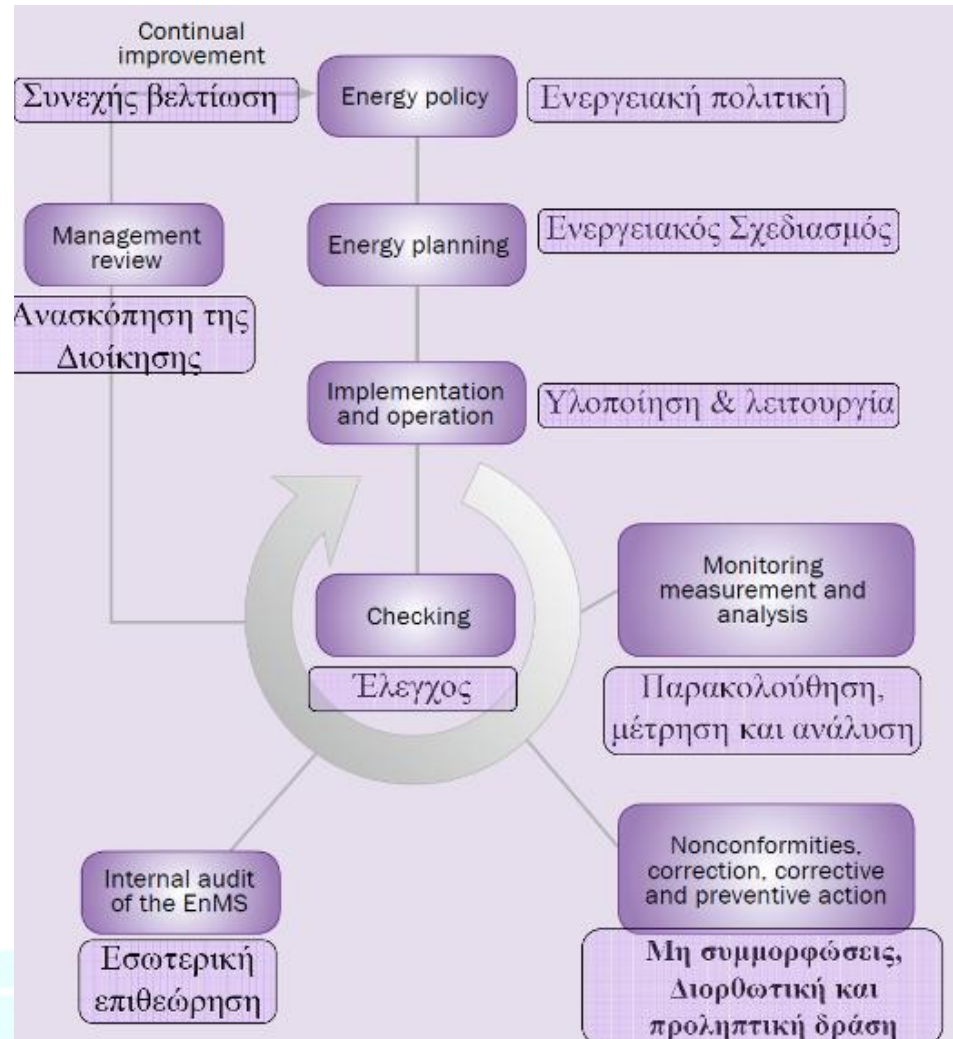 Continual
improvement
Συνεχής βελτίωση
Energy policy
Ενεργειακή πολιτική
Management
review
Ανασκόπηση της
Διοίκησης
Energy planning
Ενεργειακός Σχεδιασμός
Implementation
and operation
Υλοποίηση & λειτουργία
Checking
Έλεγχος
Monitoring
measurement and
analysis
Παρακολούθηση,
μέτρηση και ανάλυση
Internal audit
of the EnMS
Εσωτερική
επιθεώρηση
Nonconformities,
correction, corrective
and preventive action
Μη συμμορφώσεις,
Διορθωτική και
προληπτική δράση